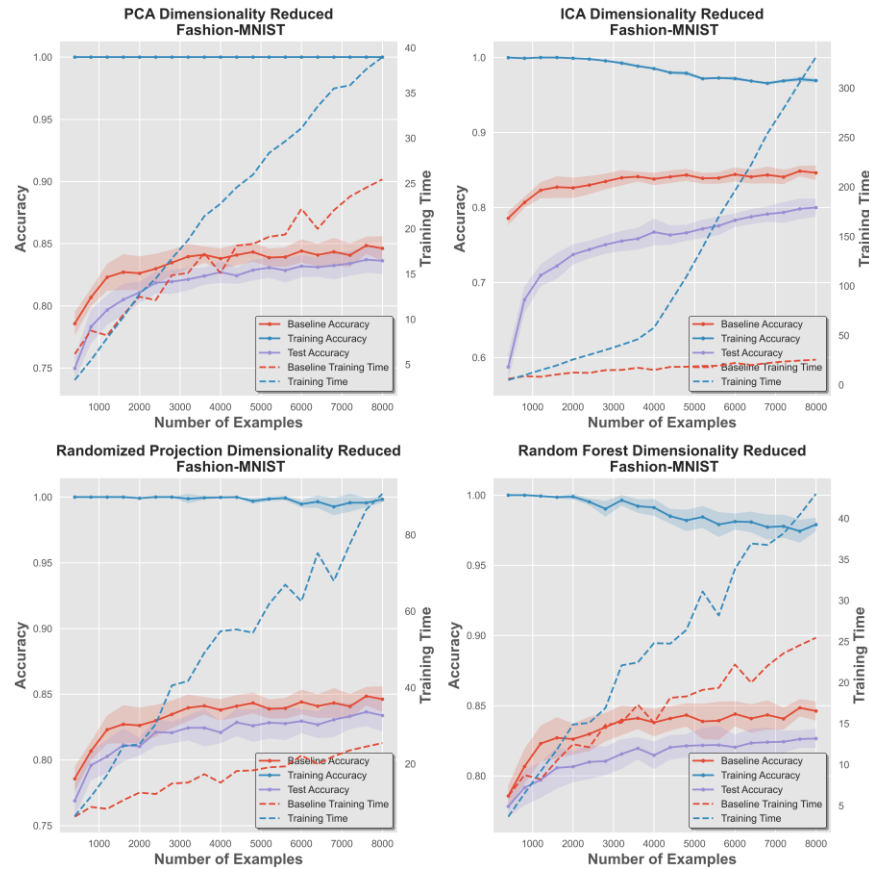 PCA Dimensionality Reduced
Fashion-MNIST
1.00
0.95
0.90
0.85
0.80
0.75
Accuracy
40
35
30
25
20
15
10
5
Training Time
1000 2000 3000 4000 5000 6000 7000 8000
Number of Examples
Baseline Accuracy
Training Accuracy
Test Accuracy
Baseline Training Time
Training Time
ICA Dimensionality Reduced
Fashion-MNIST
1.0
0.9
0.8
0.7
0.6
Accuracy
300
250
200
150
100
50
0
Training Time
1000 2000 3000 4000 5000 6000 7000 8000
Number of Examples
Baseline Accuracy
Training Accuracy
Test Accuracy
Baseline Training Time
Training Time
Randomized Projection Dimensionality Reduced
Fashion-MNIST
1.00
0.95
0.90
0.85
0.80
0.75
Accuracy
80
60
40
20
Training Time
1000 2000 3000 4000 5000 6000 7000 8000
Number of Examples
Baseline Accuracy
Training Accuracy
Test Accuracy
Baseline Training Time
Training Time
Random Forest Dimensionality Reduced
Fashion-MNIST
1.00
0.95
0.90
0.85
0.80
Accuracy
40
35
30
25
20
15
10
5
Training Time
1000 2000 3000 4000 5000 6000 7000 8000
Number of Examples
Baseline Accuracy
Training Accuracy
Test Accuracy
Baseline Training Time
Training Time